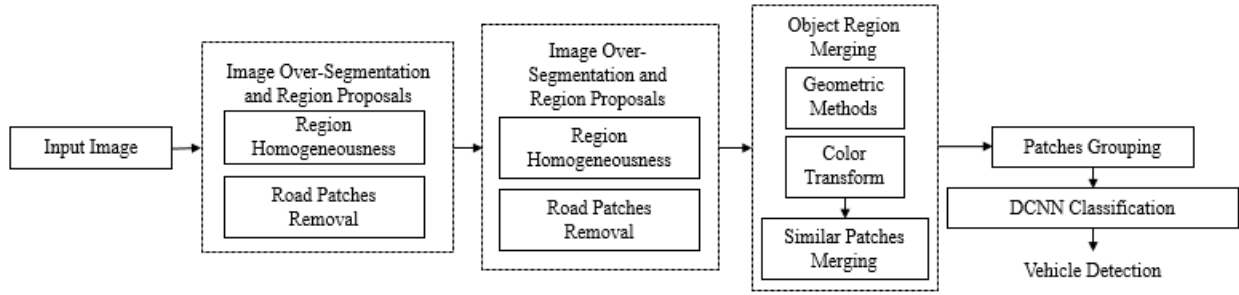 Input Image
Image Over-Segmentation
and Region Proposals
Region
Homogeneousness
Road Patches
Removal
Image Over-
Segmentation and
Region Proposals
Region
Homogeneousness
Road Patches
Removal
Object Region
Merging
Geometric
Methods
Color
Transform
Similar Patches
Merging
Patches Grouping
DCNN Classification
Vehicle Detection